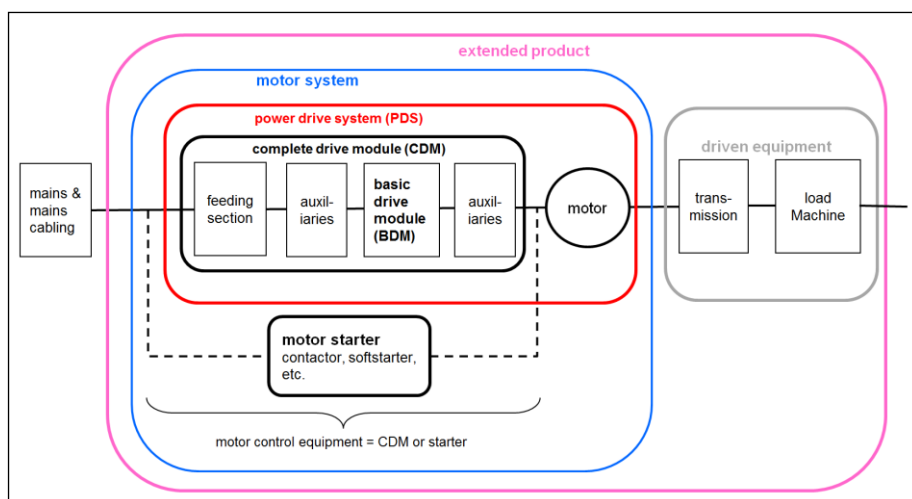 extended product
motor system
power drive system (PDS)
complete drive module (CDM)
driven equipment
mains &
mains
cabling
feeding
section
auxil-
iaries
basic
drive
module
(BDM)
auxil-
iaries
motor
trans-
mission
load
Machine
motor starter
contactor, softstarter,
etc.
motor control equipment = CDM or starter